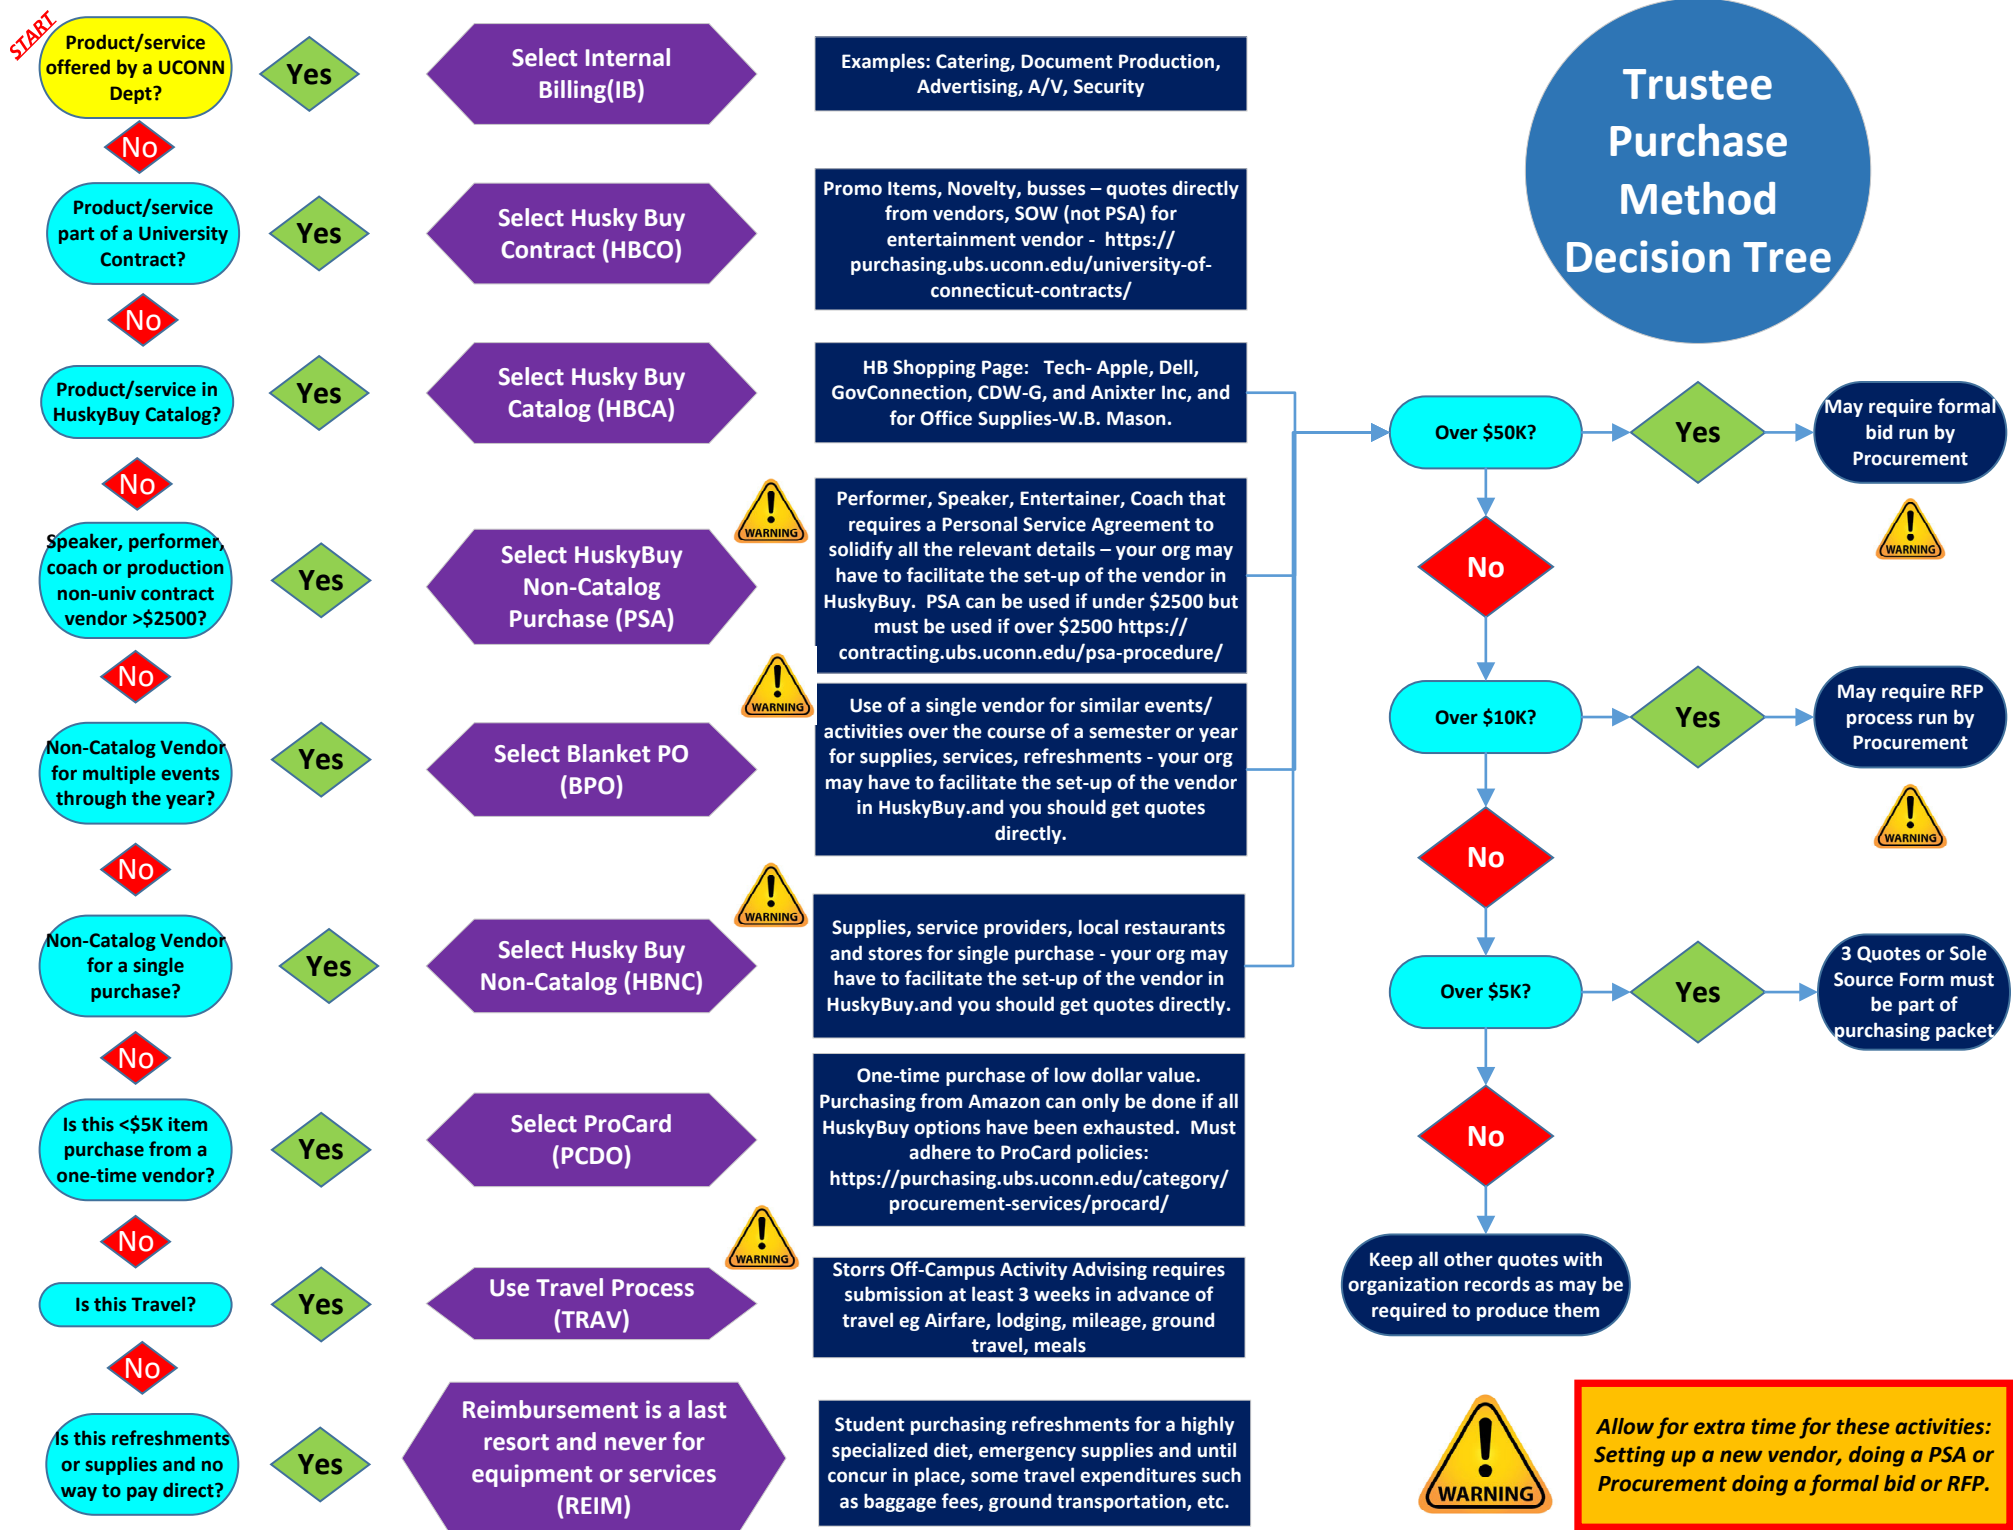 START
Product/service
offered by a UCONN
Dept?
Yes
Select Internal
Billing(IB)
Examples: Catering, Document Production,
Advertising, A/V, Security
No
Product/service
part of a University
Contract?
Yes
Select Husky Buy
Contract (HBCO)
Promo Items, Novelty, busses – quotes directly
from vendors, SOW (not PSA) for
entertainment vendor - https://
purchasing.ubs.uconn.edu/university-of-
connecticut-contracts/
No
Product/service in
HuskyBuy Catalog?
Yes
Select Husky Buy
Catalog (HBCA)
HB Shopping Page: Tech- Apple, Dell,
GovConnection, CDW-G, and Anixter Inc, and
for Office Supplies-W.B. Mason.
No
Speaker, performer,
coach or production
non-univ contract
vendor >$2500?
Yes
Select HuskyBuy
Non-Catalog
Purchase (PSA)
WARNING
Performer, Speaker, Entertainer, Coach that
requires a Personal Service Agreement to
solidify all the relevant details – your org may
have to facilitate the set-up of the vendor in
HuskyBuy. PSA can be used if under $2500 but
must be used if over $2500 https://
contracting.ubs.uconn.edu/psa-procedure/
No
Non-Catalog Vendor
for multiple events
through the year?
Yes
Select Blanket PO
(BPO)
WARNING
Use of a single vendor for similar events/
activities over the course of a semester or year
for supplies, services, refreshments - your org
may have to facilitate the set-up of the vendor
in HuskyBuy.and you should get quotes
directly.
No
Non-Catalog Vendor
for a single
purchase?
Yes
Select Husky Buy
Non-Catalog (HBNC)
WARNING
Supplies, service providers, local restaurants
and stores for single purchase - your org may
have to facilitate the set-up of the vendor in
HuskyBuy.and you should get quotes directly.
No
Is this <$5K item
purchase from a
one-time vendor?
Yes
Select ProCard
(PCDO)
One-time purchase of low dollar value.
Purchasing from Amazon can only be done if all
HuskyBuy options have been exhausted. Must
adhere to ProCard policies:
https://purchasing.ubs.uconn.edu/category/
procurement-services/procard/
No
Is this Travel?
Yes
Use Travel Process
(TRAV)
WARNING
Storrs Off-Campus Activity Advising requires
submission at least 3 weeks in advance of
travel eg Airfare, lodging, mileage, ground
travel, meals
No
Is this refreshments
or supplies and no
way to pay direct?
Yes
Reimbursement is a last
resort and never for
equipment or services
(REIM)
Student purchasing refreshments for a highly
specialized diet, emergency supplies and until
concur in place, some travel expenditures such
as baggage fees, ground transportation, etc.
Trustee
Purchase
Method
Decision Tree
Over $50K?
Yes
May require formal
bid run by
Procurement
WARNING
No
Over $10K?
Yes
May require RFP
process run by
Procurement
WARNING
No
Over $5K?
Yes
3 Quotes or Sole
Source Form must
be part of
purchasing packet
No
Keep all other quotes with
organization records as may be
required to produce them
WARNING
Allow for extra time for these activities:
Setting up a new vendor, doing a PSA or
Procurement doing a formal bid or RFP.